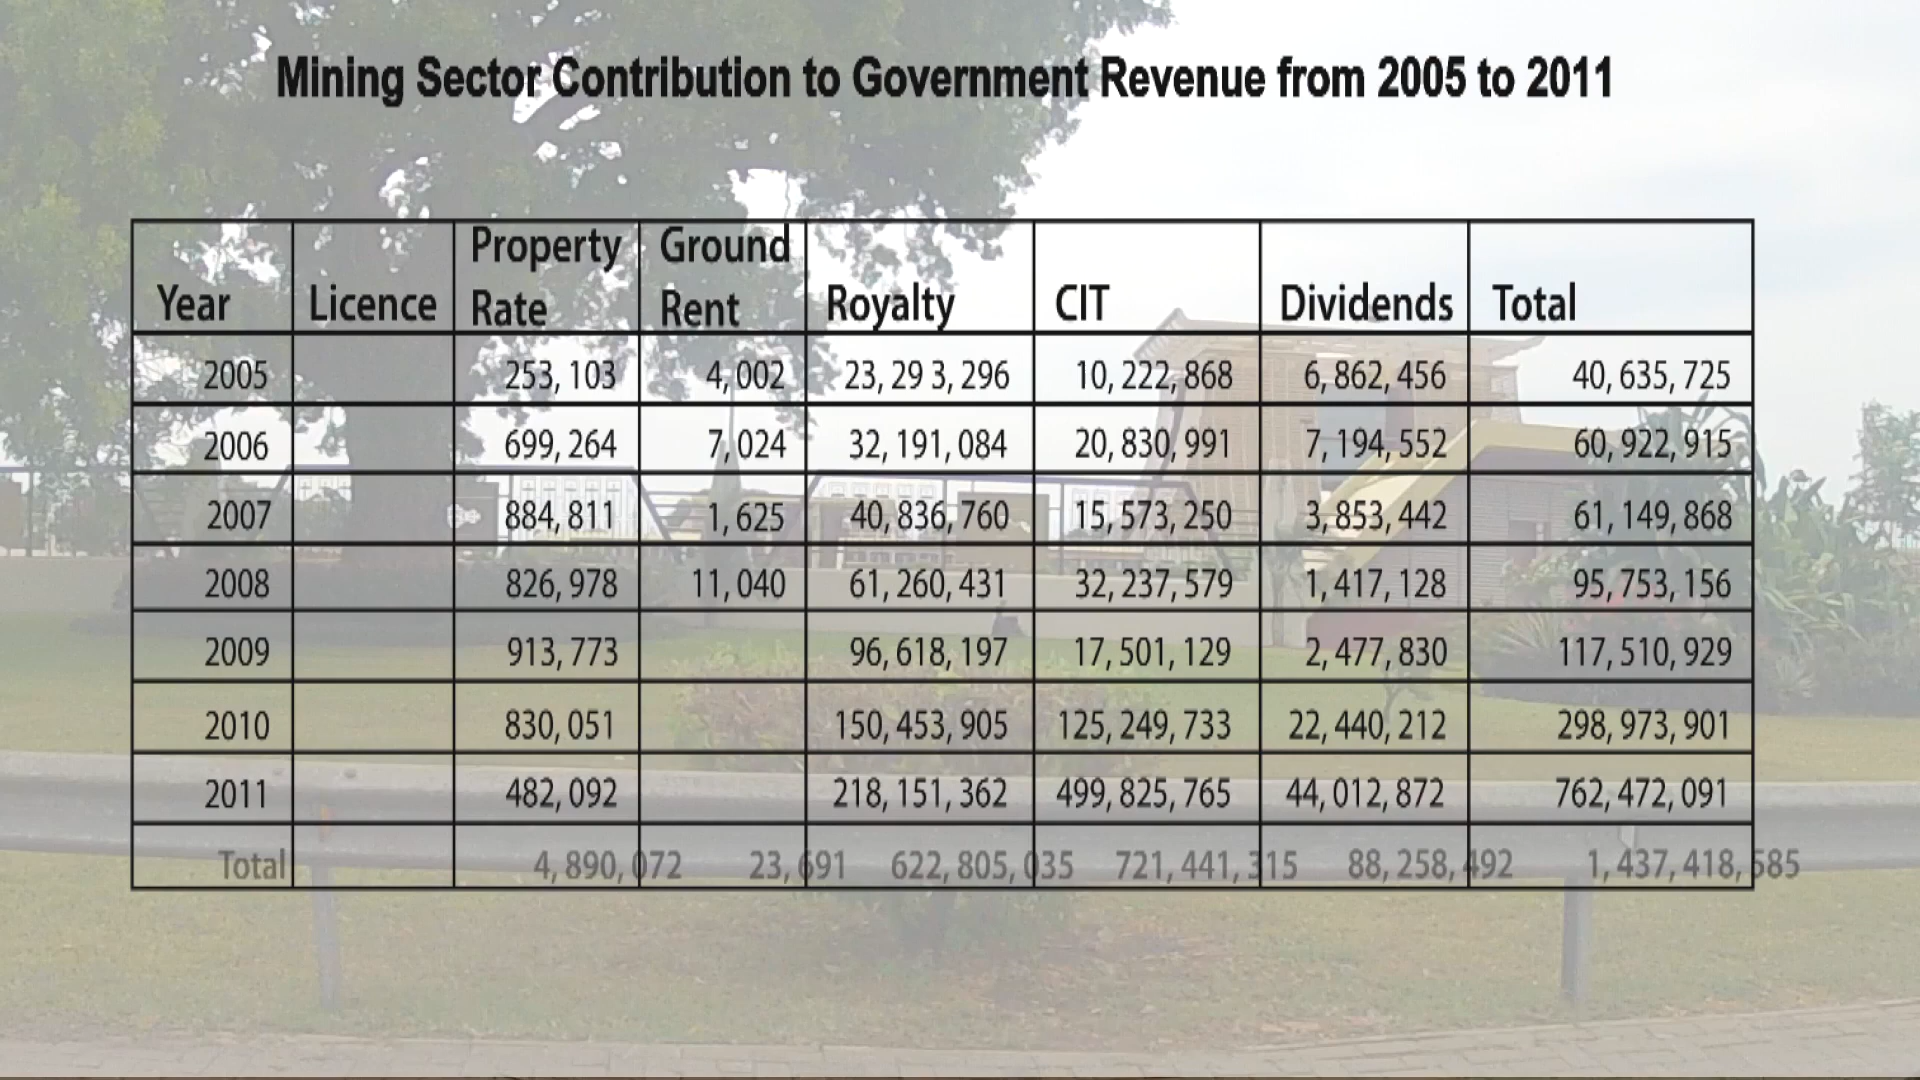 Mining Sector Contribution to Government Revenue from 2005 to 2011
Year Licence Property Rate Ground Rent Royalty CIT Dividends Total
2005 253, 103 4,002 23, 29 3, 296 10, 222, 868 6, 862, 456 40, 635, 725
2006 699, 264 7,024 32, 191, 084 20, 830, 991 7, 194, 552 60, 922, 915
2007 884, 811 1,625 40, 836, 760 15, 573, 250 3, 853, 442 61, 149, 868
2008 826, 978 11, 040 61, 260, 431 32, 237, 579 1, 417, 128 95, 753, 156
2009 913, 773 96, 618, 197 17, 501, 129 2, 477, 830 117, 510, 929
2010 830, 051 150, 453, 905 125, 249, 733 22, 440, 212 298, 973, 901
2011 482, 092 218, 151, 362 499, 825, 765 44, 012, 872 762, 472, 091
Total 4, 890, 072 23, 691 622, 805, 035 721, 441, 315 88, 258, 492 1, 437, 418, 585